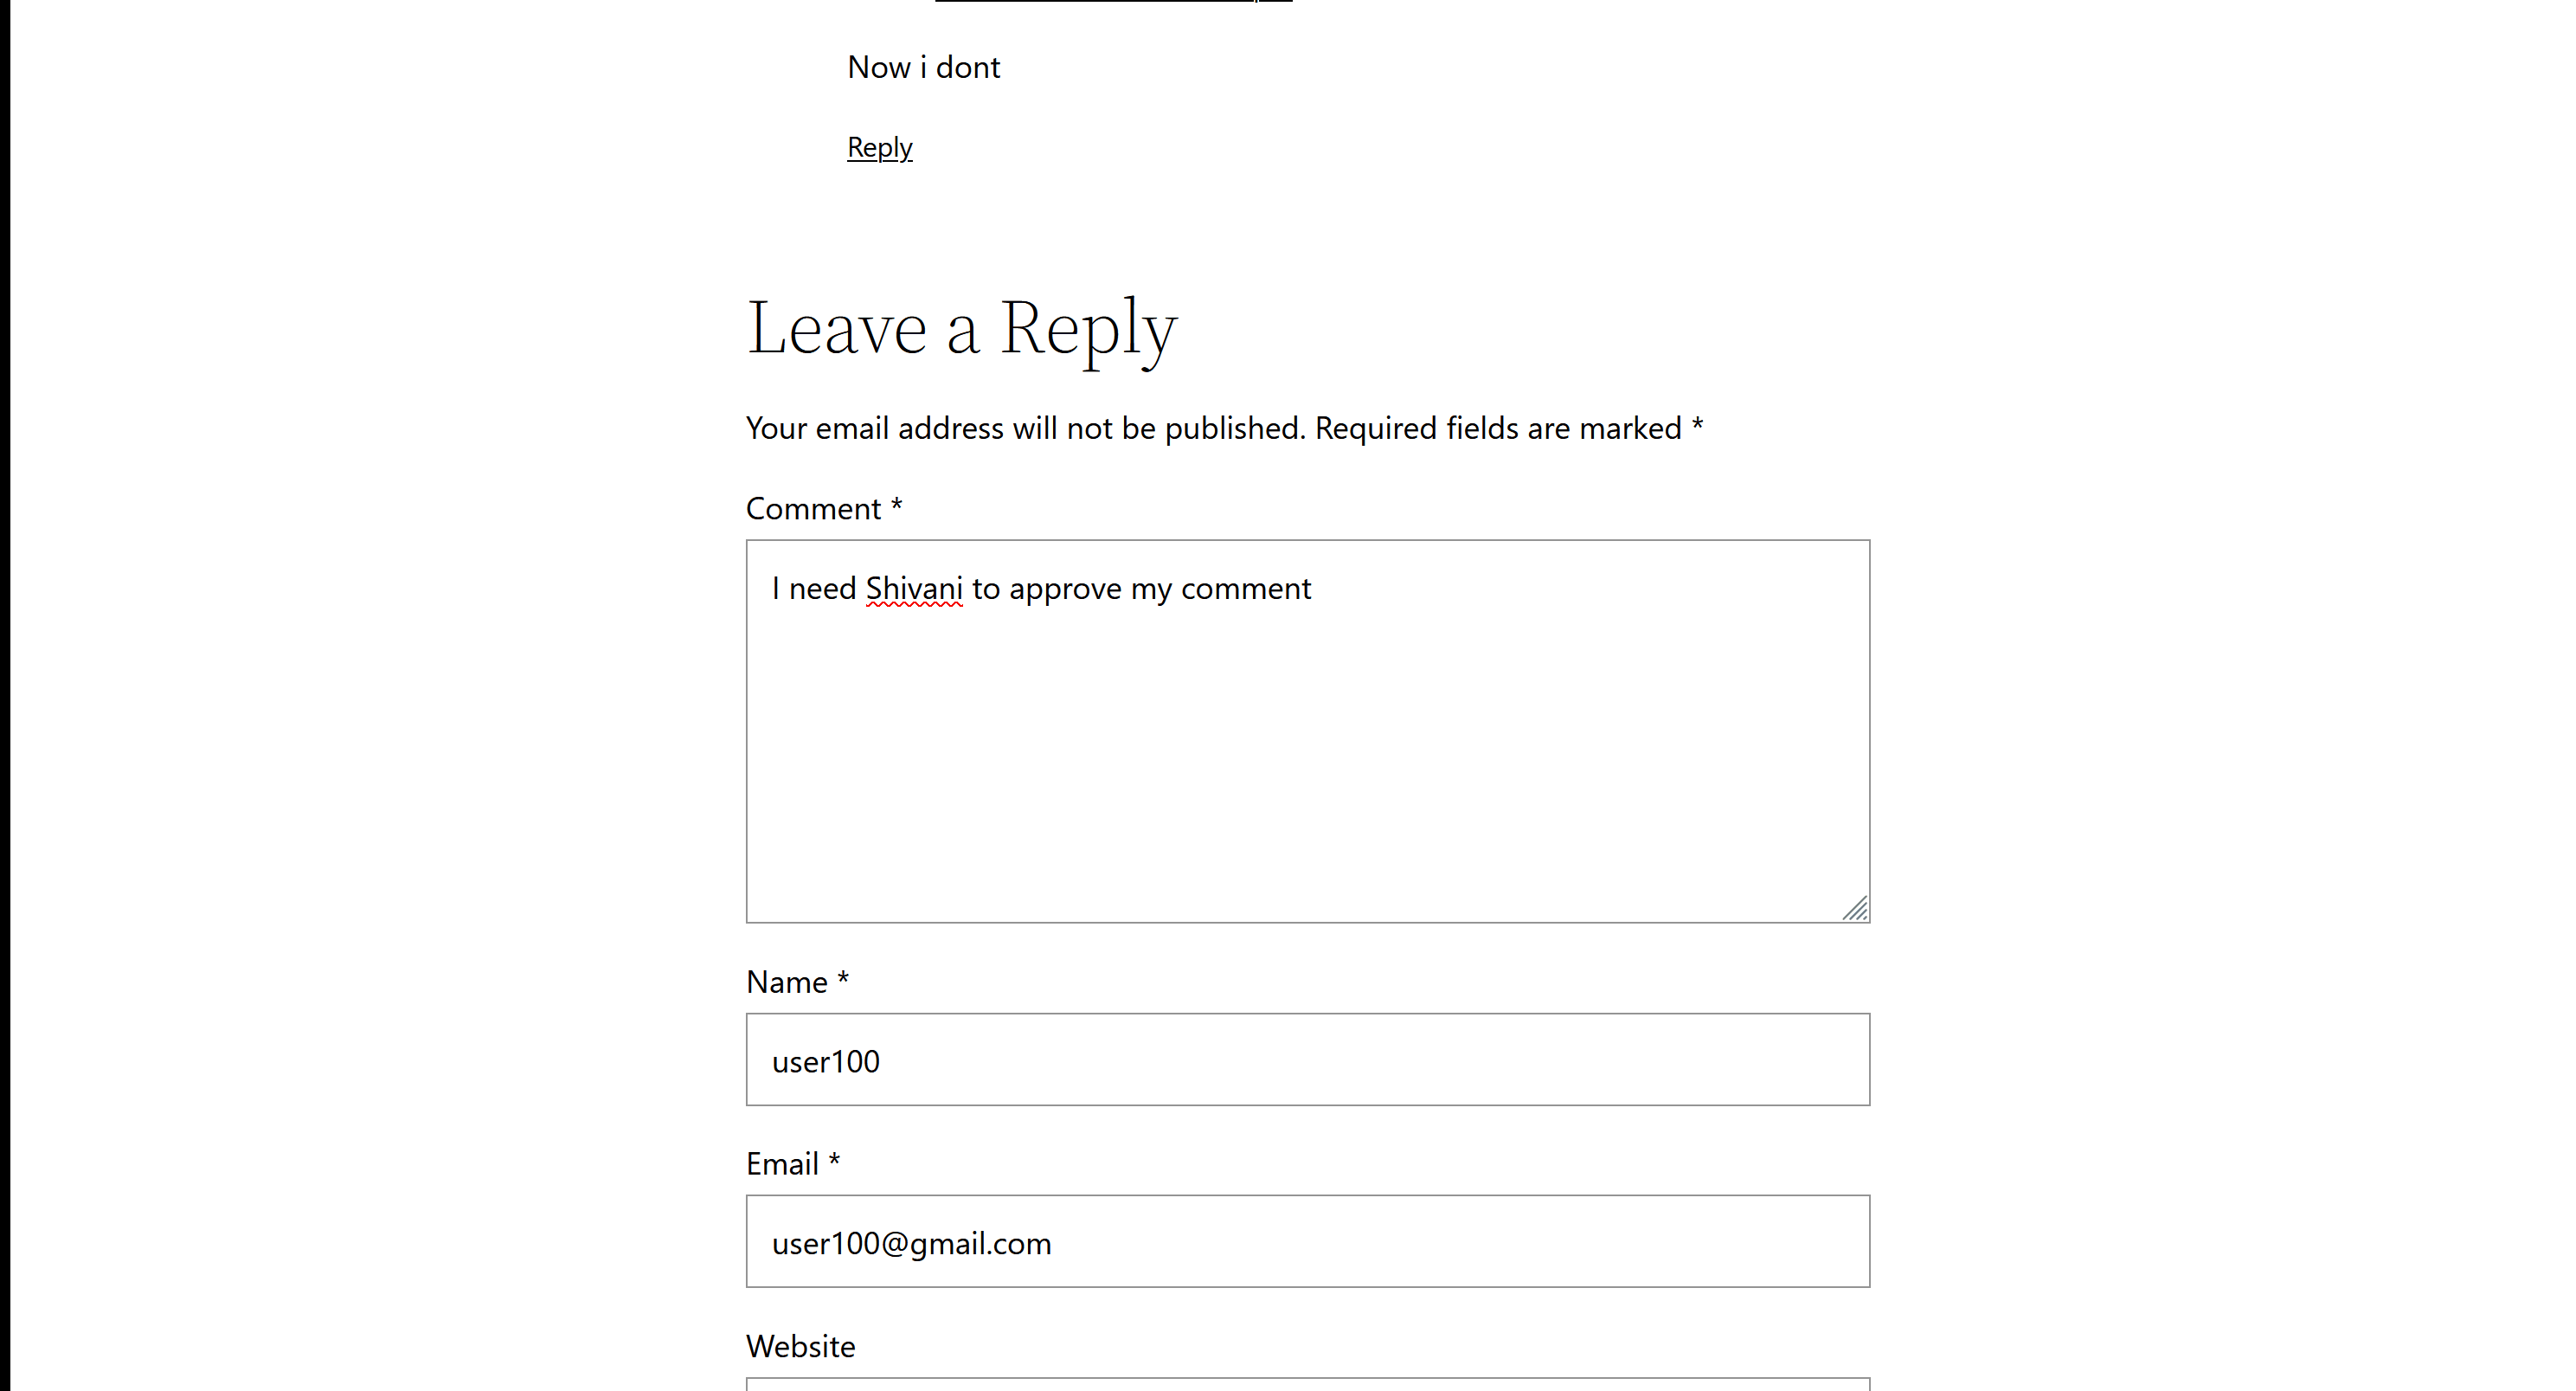 Now i dont
Reply
Leave a Reply
Your email address will not be published. Required fields are marked *
Comment *
I need Shivani to approve my comment
Name *
user100
Email *
user100@gmail.com
Website